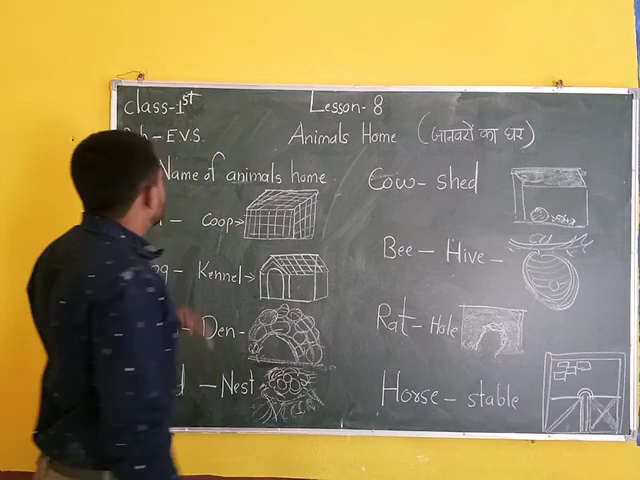 Class-1st
Lesson-8
E.V.S.
Animals Home (जानवरों का घर)
Name of animals home
Coop
Kennel
Den
Nest
Cow - shed
Bee - Hive -
Rat - Hole
Horse - stable